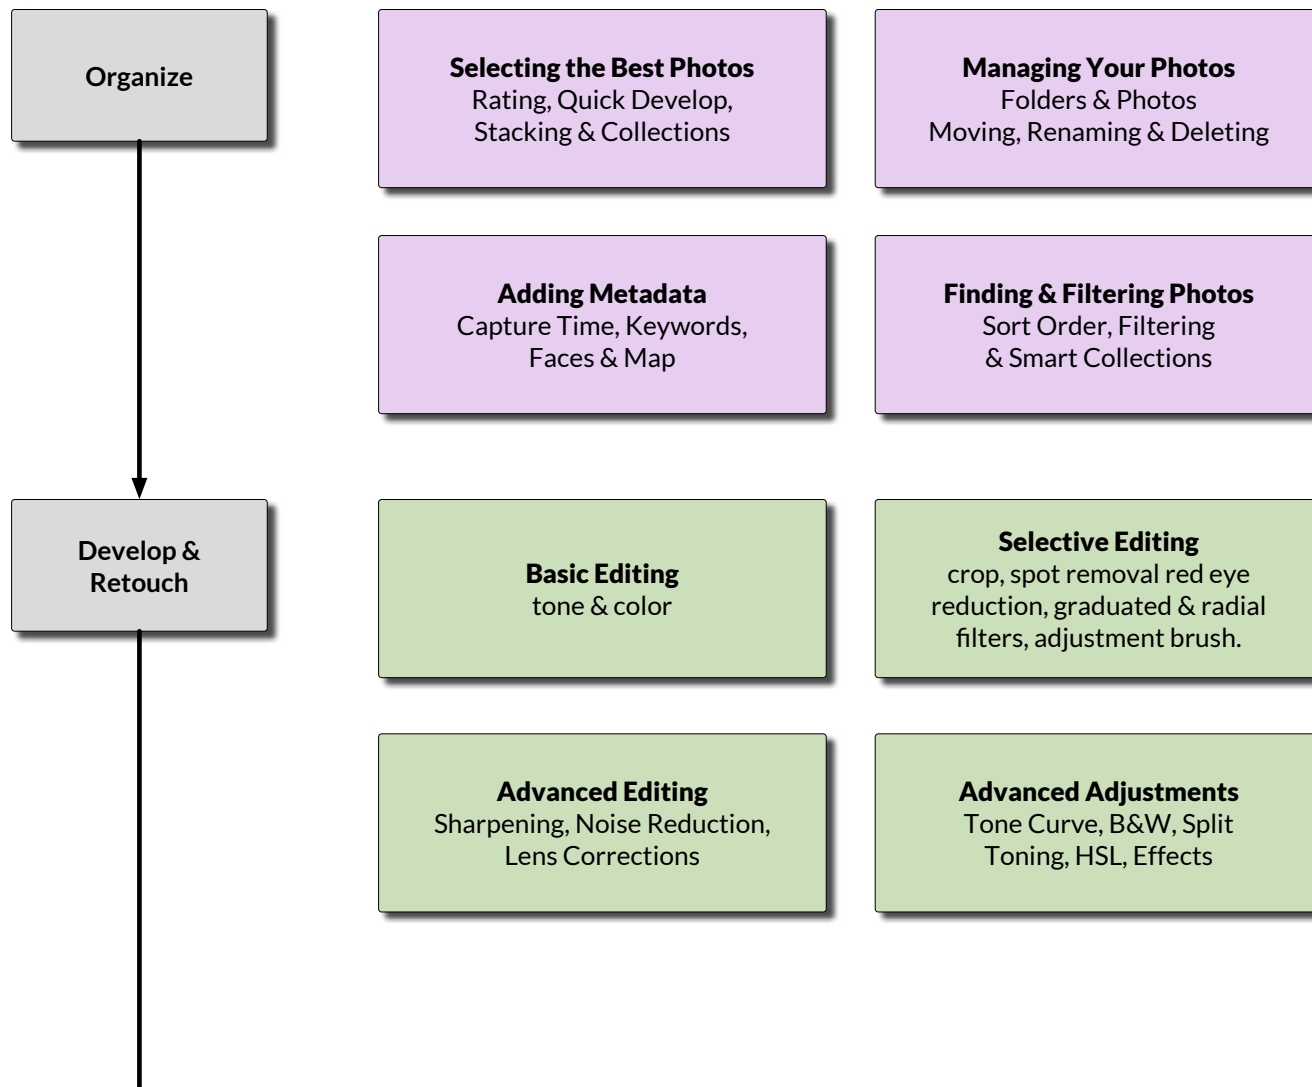 Organize
Selecting the Best Photos
Rating, Quick Develop,
Stacking & Collections
Managing Your Photos
Folders & Photos
Moving, Renaming & Deleting
Adding Metadata
Capture Time, Keywords,
Faces & Map
Finding & Filtering Photos
Sort Order, Filtering
& Smart Collections
Develop &
Retouch
Basic Editing
tone & color
Selective Editing
crop, spot removal red eye
reduction, graduated & radial
filters, adjustment brush.
Advanced Editing
Sharpening, Noise Reduction,
Lens Corrections
Advanced Adjustments
Tone Curve, B&W, Split
Toning, HSL, Effects